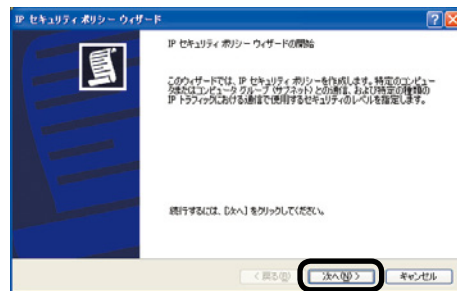 IP セキュリティ ポリシー ウィザード
IP セキュリティ ポリシー ウィザードの開始
このウィザードでは、IP セキュリティ ポリシーを作成します。特定のコンピュー
タまたはコンピュータ グループ (サブネット) との通信、および特定の種類の
IP トラフィックにおける通信で使用するセキュリティのレベルを指定します。
続行するには、[次へ] をクリックしてください。
< 戻る(B)
次へ(N) >
キャンセル